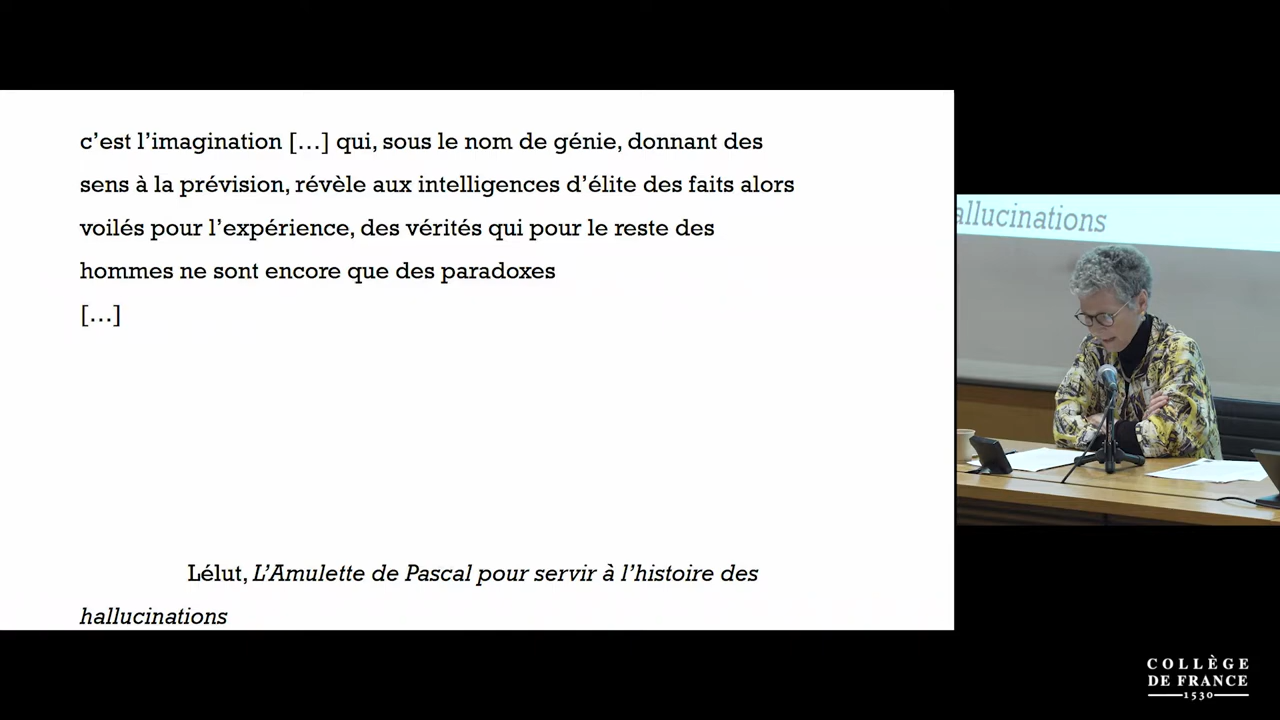 c’est l’imagination […] qui, sous le nom de génie, donnant des
sens à la prévision, révèle aux intelligences d’élite des faits alors
voilés pour l’expérience, des vérités qui pour le reste des
hommes ne sont encore que des paradoxes
[…]
Lélut, L’Amulette de Pascal pour servir à l’histoire des
hallucinations
allucinations
COLLÈGE
DE FRANCE
1530